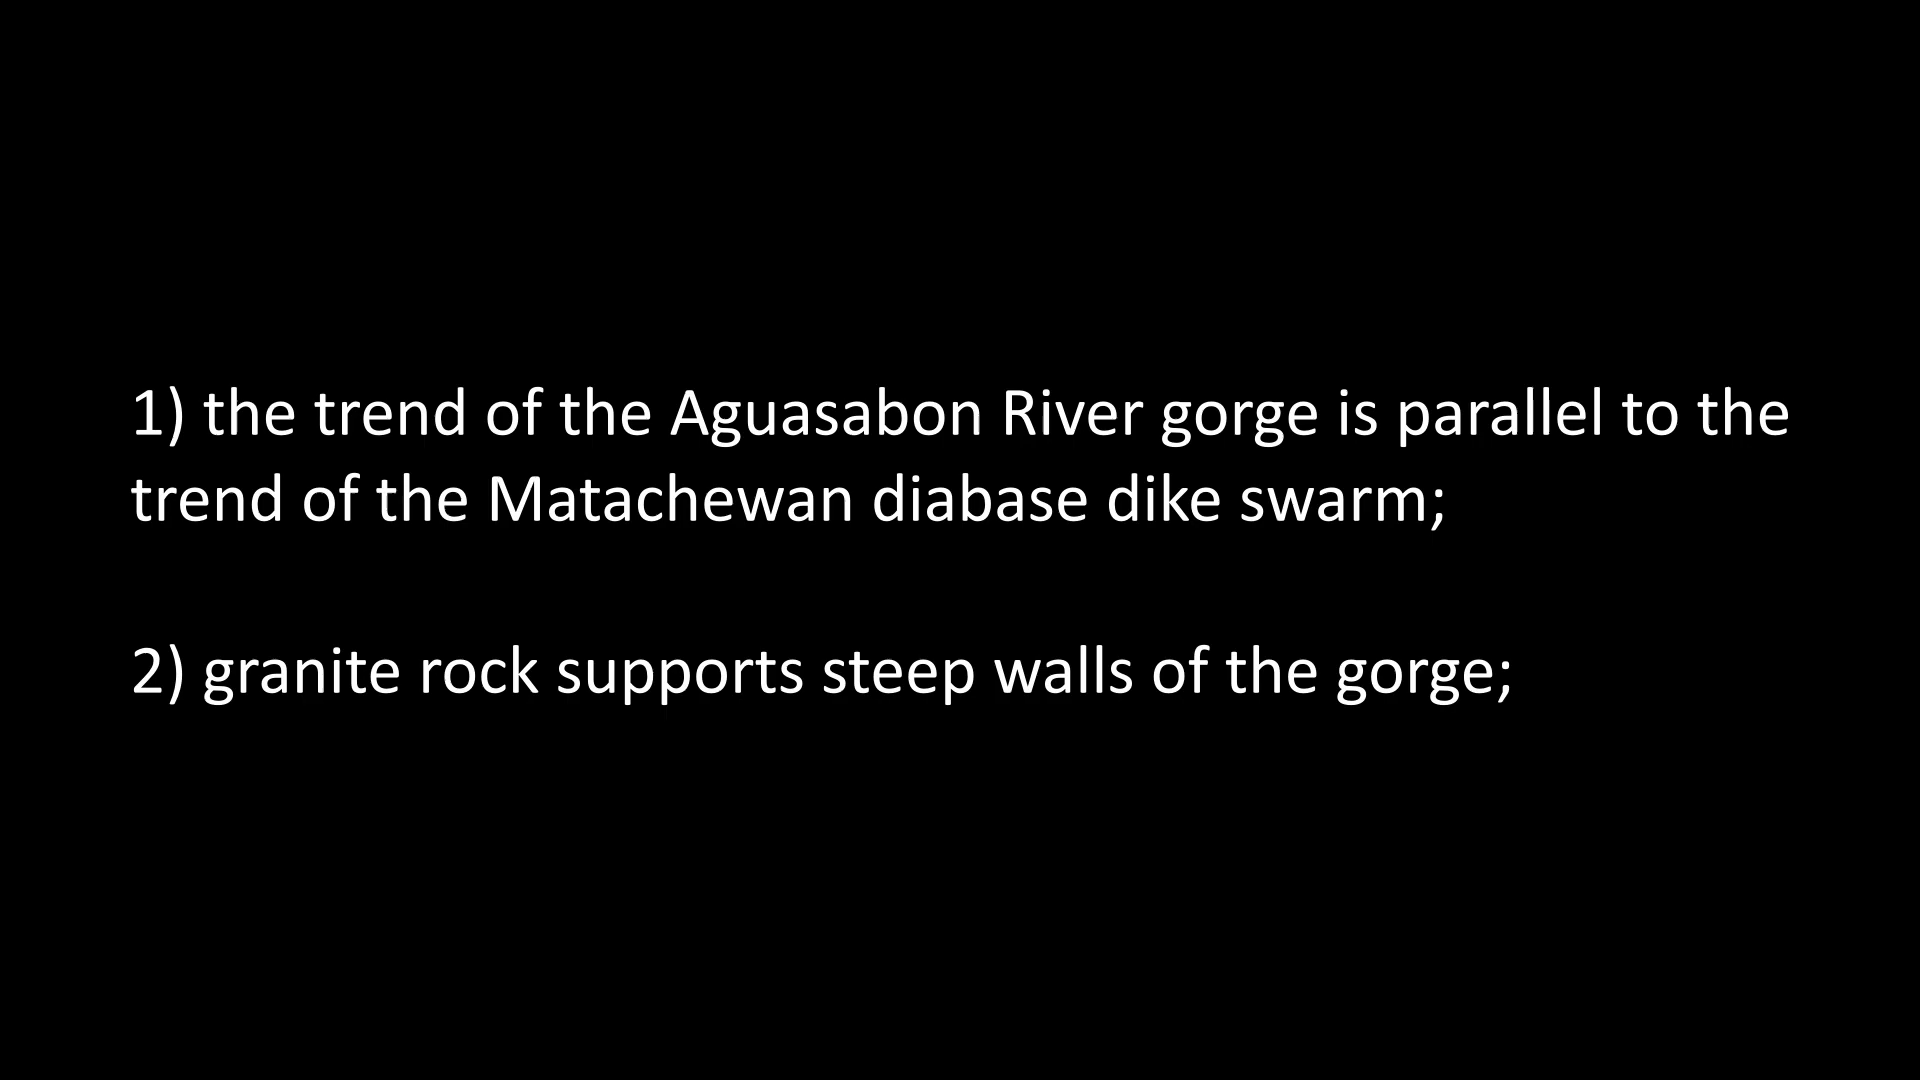 1) the trend of the Aguasabon River gorge is parallel to the
trend of the Matachewan diabase dike swarm;
2) granite rock supports steep walls of the gorge;